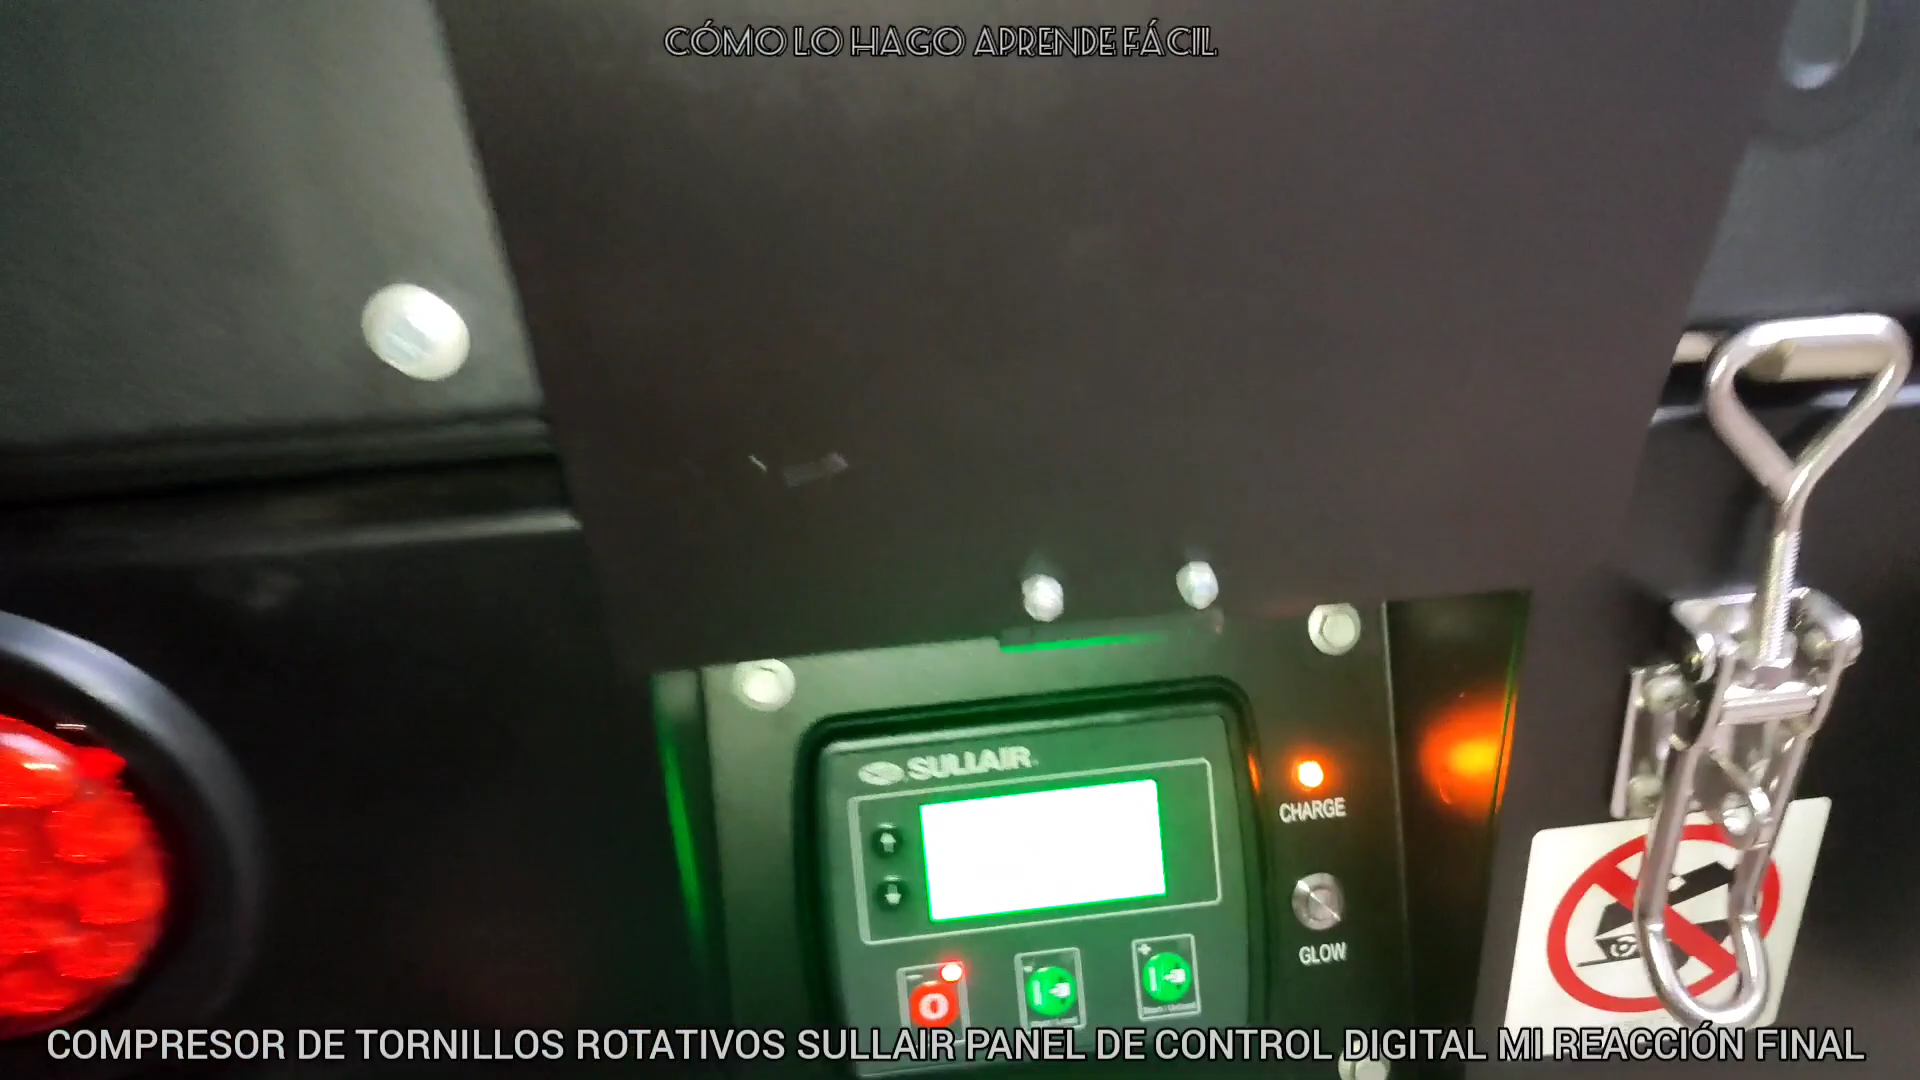 CÓMO LO HAGO APRENDE FÁCIL
SULLAIR
CHARGE
GLOW
COMPRESOR DE TORNILLOS ROTATIVOS SULLAIR PANEL DE CONTROL DIGITAL MI REACCIÓN FINAL